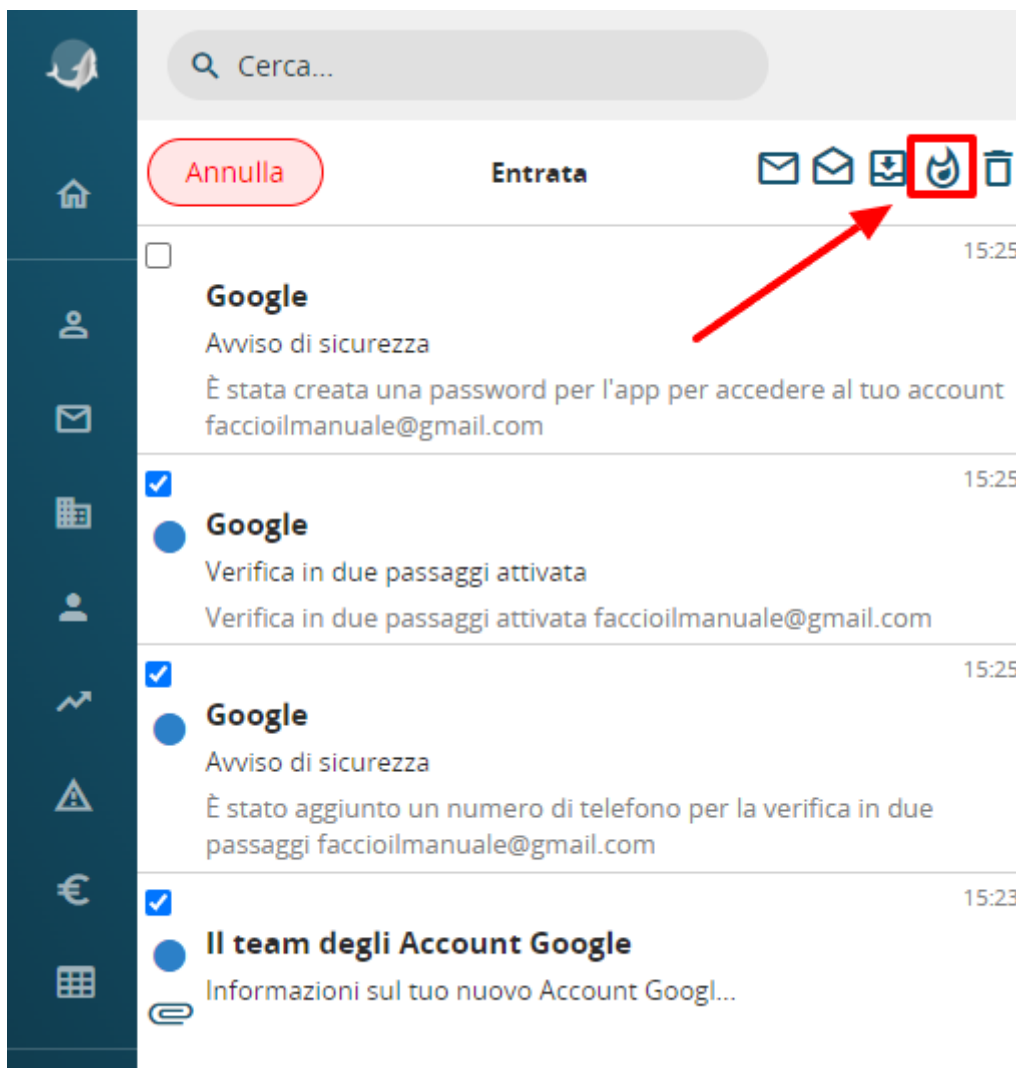 Cerca...
Annulla
Entrata
15:25
Google
Avviso di sicurezza
È stata creata una password per l'app per accedere al tuo account
faccioilmanuale@gmail.com
15:25
Google
Verifica in due passaggi attivata
Verifica in due passaggi attivata faccioilmanuale@gmail.com
15:25
Google
Avviso di sicurezza
È stato aggiunto un numero di telefono per la verifica in due
passaggi faccioilmanuale@gmail.com
15:23
Il team degli Account Google
Informazioni sul tuo nuovo Account Googl...